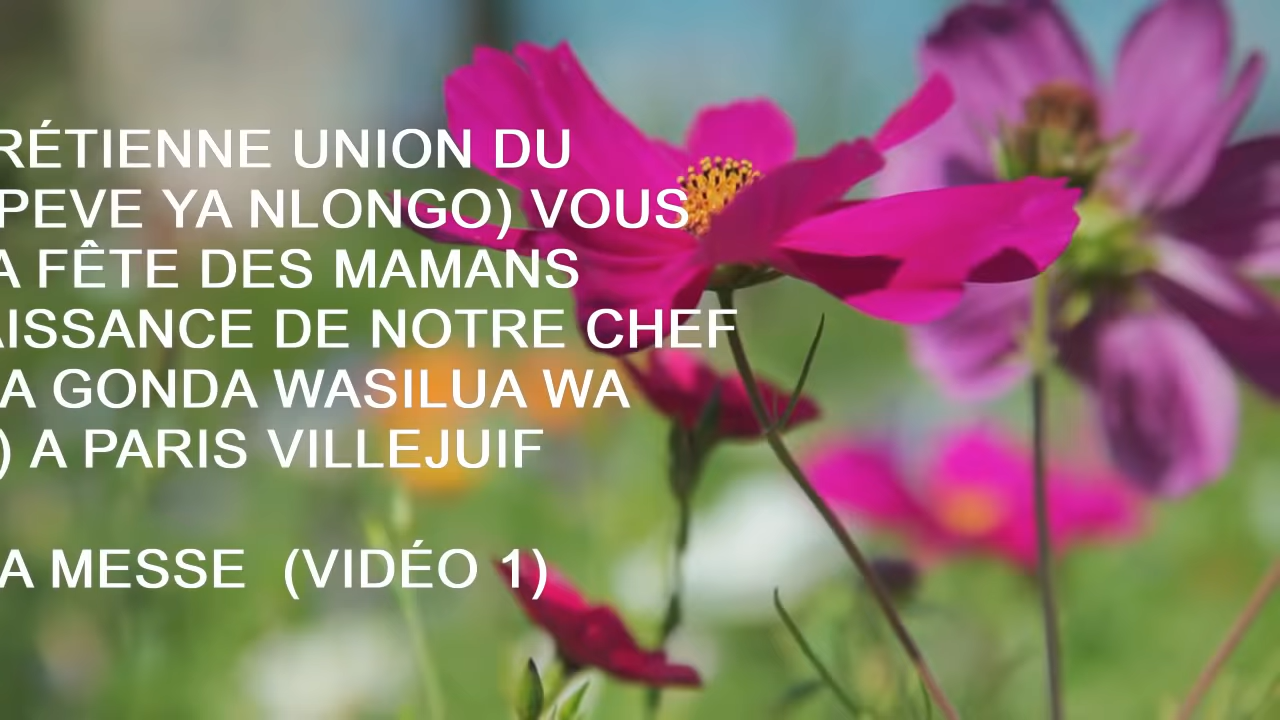 RÉTIENNE UNION DU
PEVE YA NLONGO) VOUS
A FÊTE DES MAMANS
AISSANCE DE NOTRE CHEF
A GONDA WASILUA WA
) A PARIS VILLEJUIF
A MESSE (VIDÉO 1)